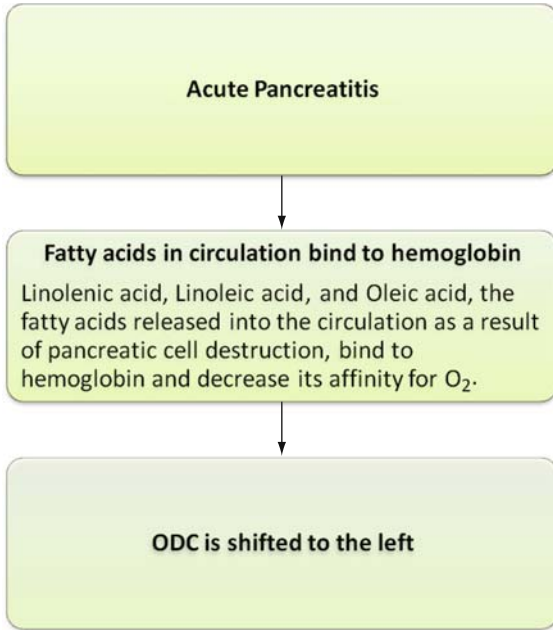 Acute Pancreatitis
Fatty acids in circulation bind to hemoglobin
Linolenic acid, Linoleic acid, and Oleic acid, the
fatty acids released into the circulation as a result
of pancreatic cell destruction, bind to
hemoglobin and decrease its affinity for O₂.
ODC is shifted to the left